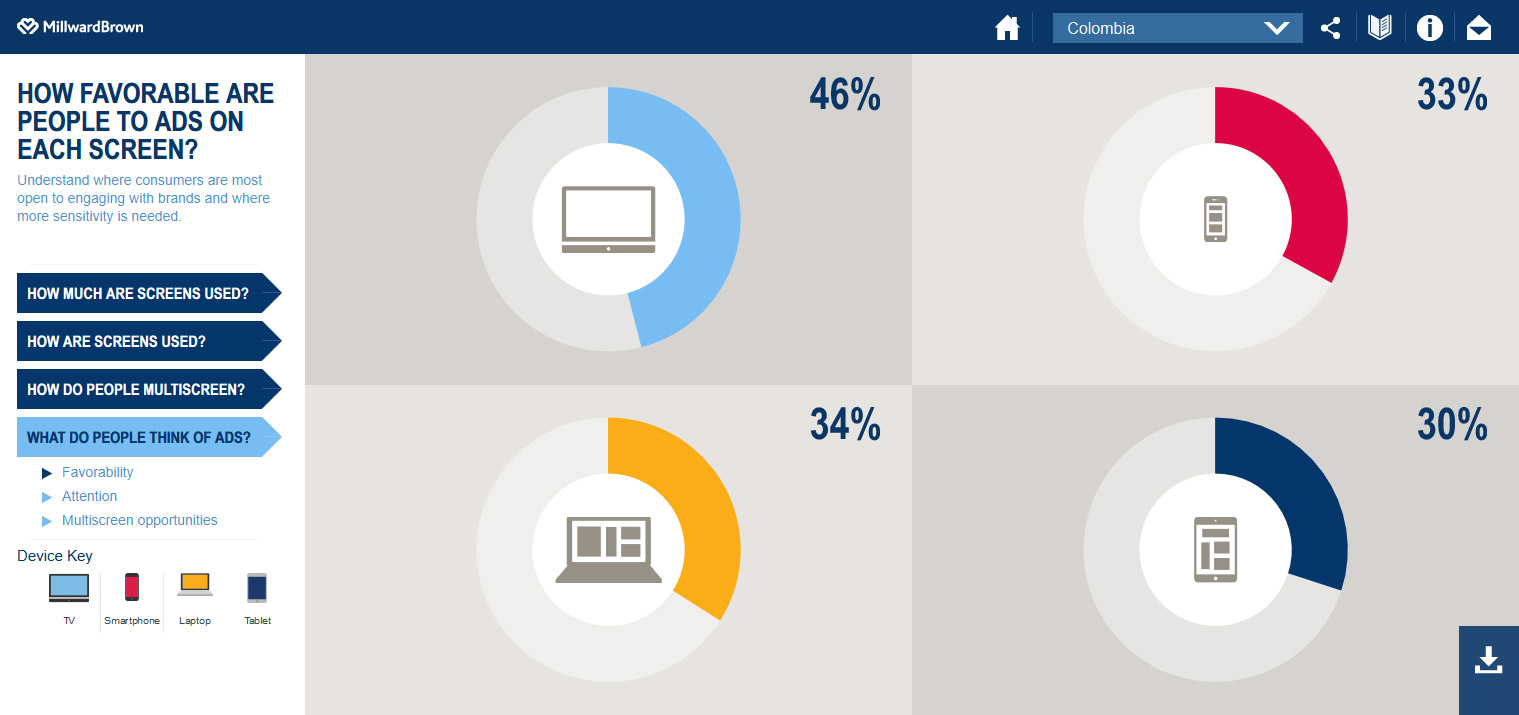 MillwardBrown
Colombia
HOW FAVORABLE ARE
PEOPLE TO ADS ON
EACH SCREEN?
Understand where consumers are most
open to engaging with brands and where
more sensitivity is needed.
HOW MUCH ARE SCREENS USED?
HOW ARE SCREENS USED?
HOW DO PEOPLE MULTISCREEN?
WHAT DO PEOPLE THINK OF ADS?
Favorability
Attention
Multiscreen opportunities
Device Key
TV Smartphone Laptop Tablet
46%
33%
34%
30%